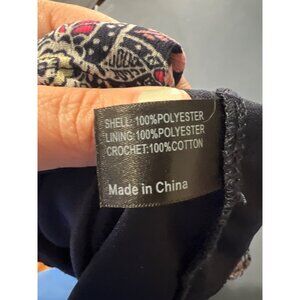 SHELL: 100%POLYESTER
LINING: 100%POLYESTER
CROCHET:100%COTTON
Made in China